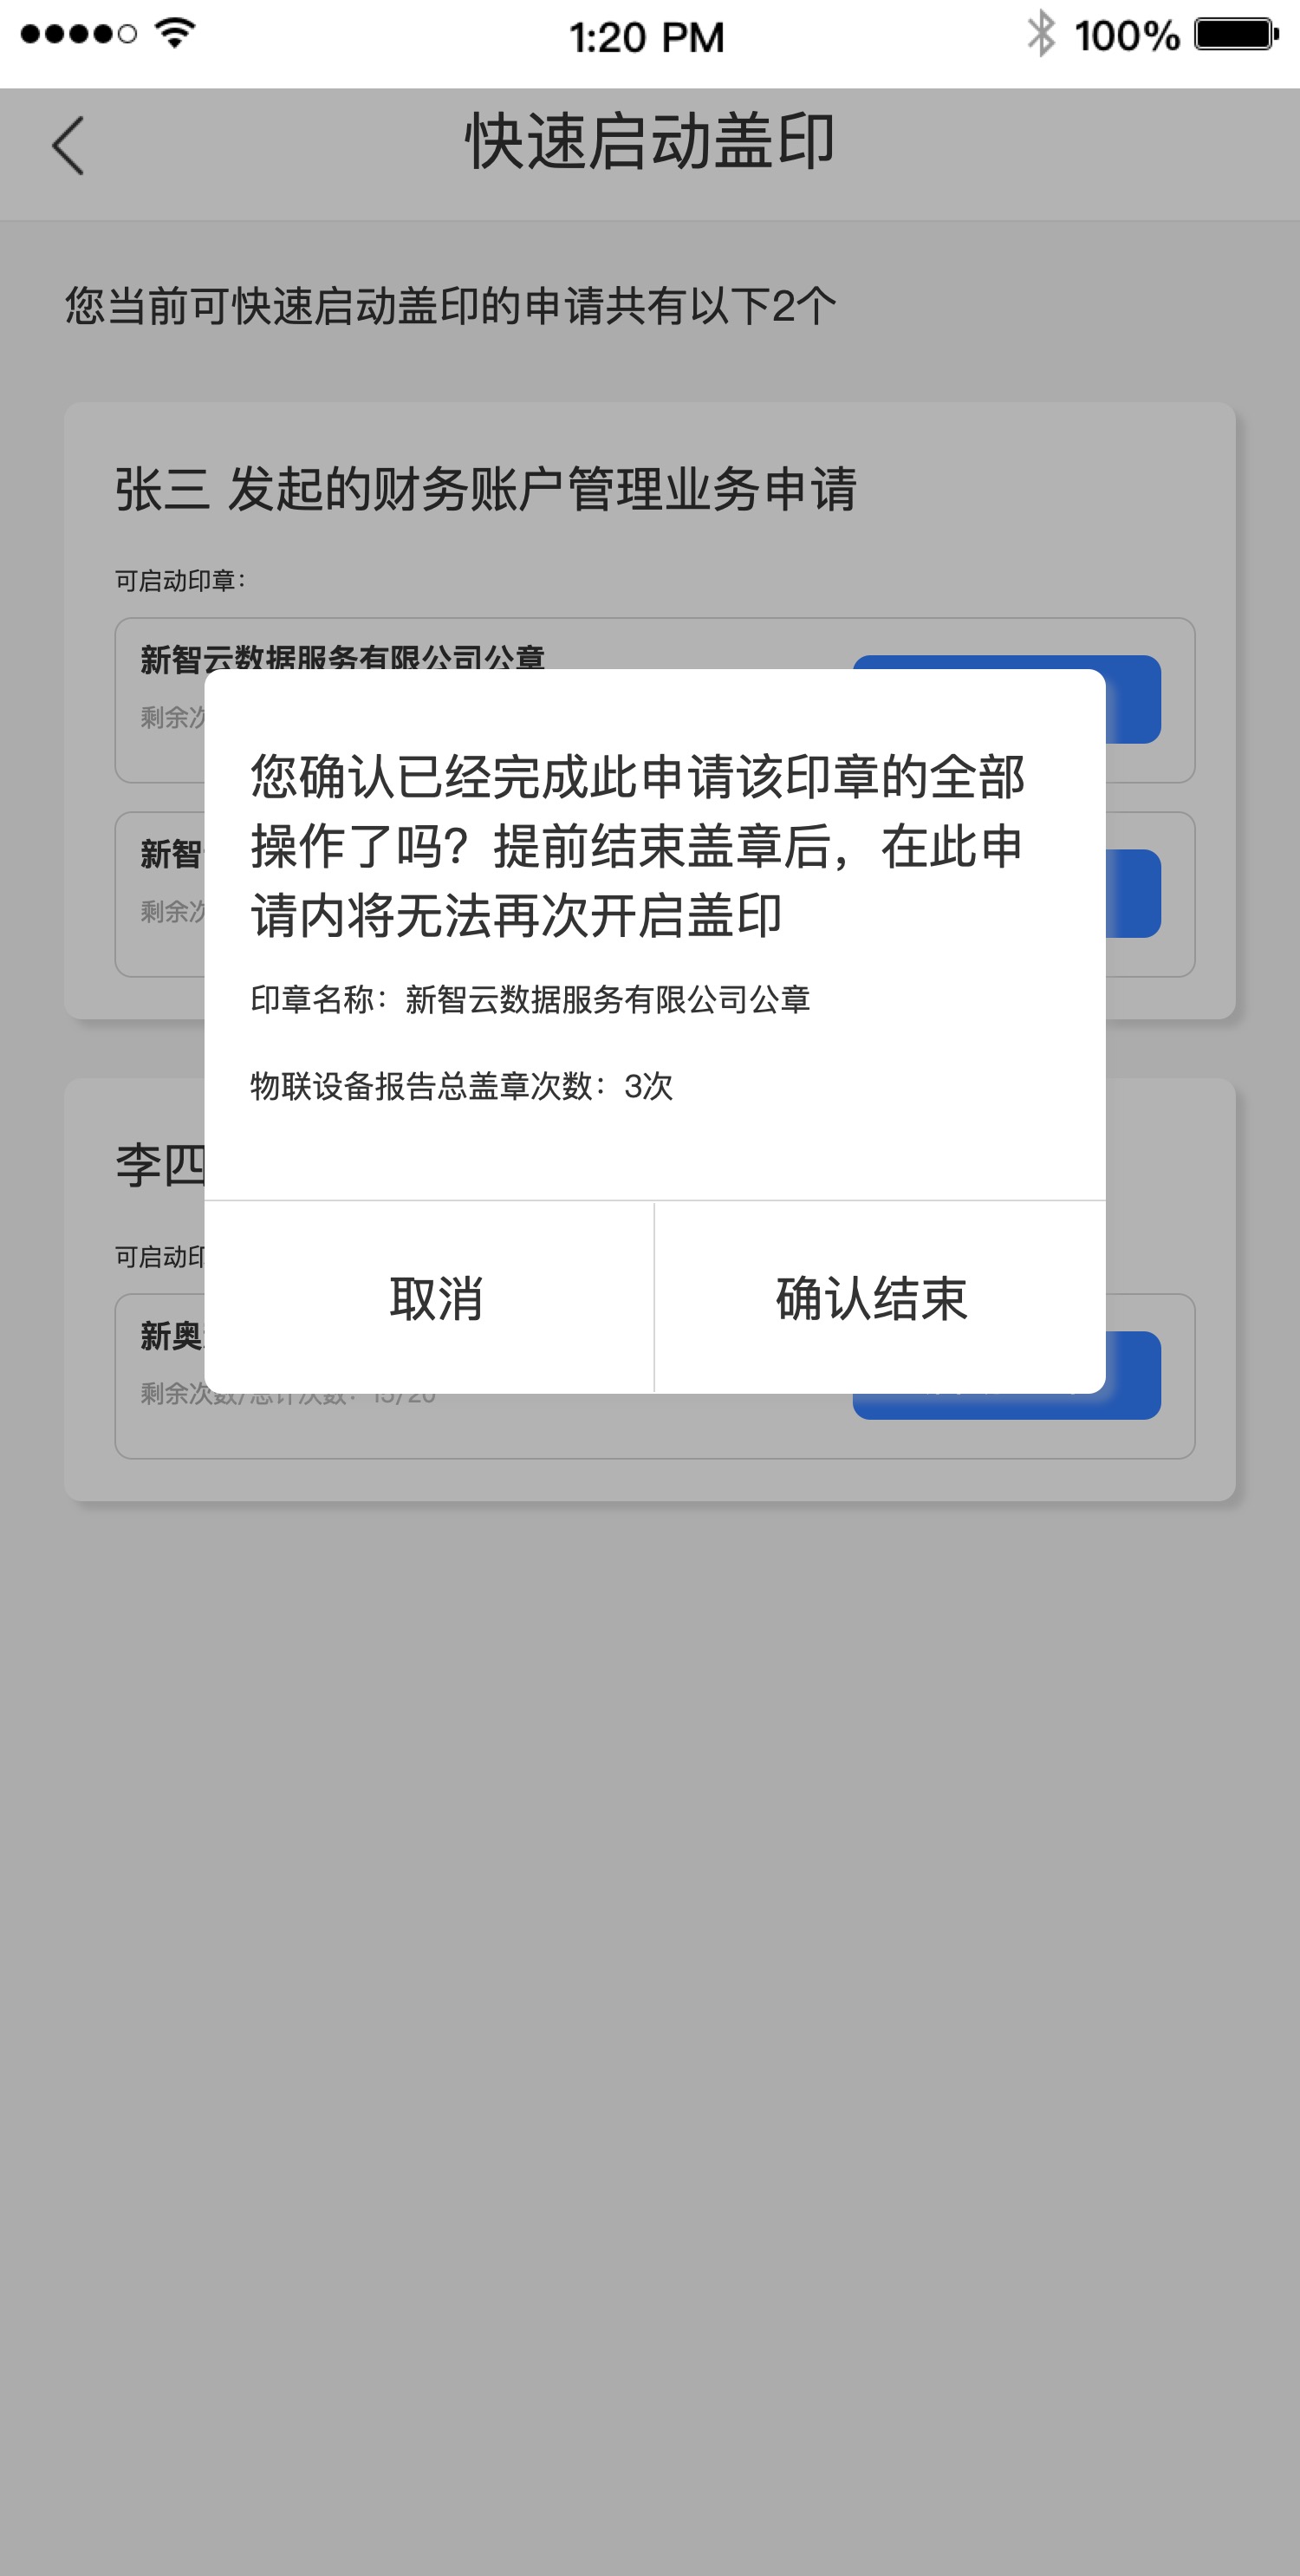 1:20 PM
100%
快速启动盖印
您当前可快速启动盖印的申请共有以下2个
张三 发起的财务账户管理业务申请
可启动印章：
新智云数据服务有限公司公章
剩余次
您确认已经完成此申请该印章的全部
操作了吗？提前结束盖章后，在此申
请内将无法再次开启盖印
新智
剩余次
印章名称：新智云数据服务有限公司公章
物联设备报告总盖章次数：3次
李四
可启动印
取消
确认结束
新奥
剩余次数/总计次数：15/20